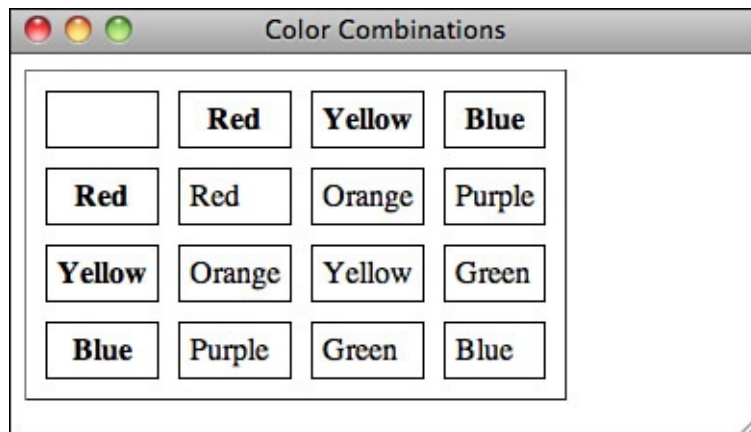 Color Combinations
Red Yellow Blue
Red Red Orange Purple
Yellow Orange Yellow Green
Blue Purple Green Blue